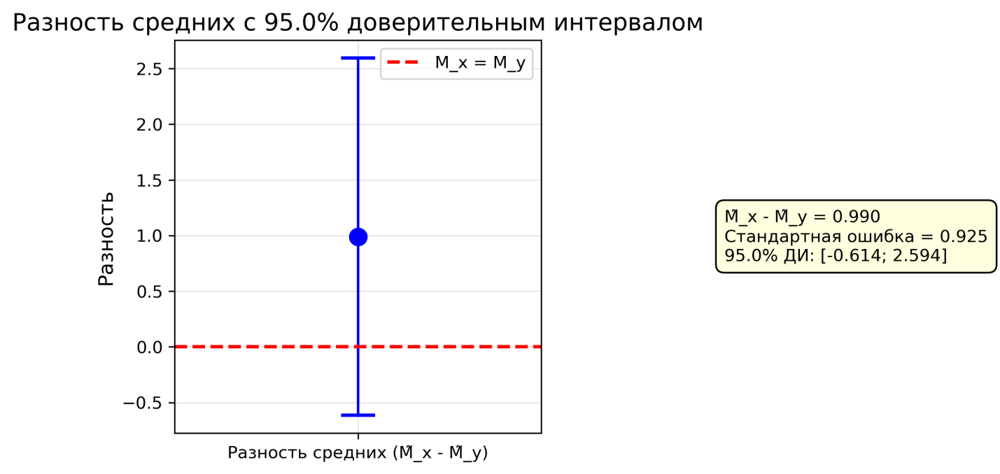 Разность средних с 95.0% доверительным интервалом
M_x = M_y
2.5
2.0
1.5
1.0
0.5
0.0
−0.5
Разность
Разность средних (M̃_x - M̃_y)
M̃_x - M̃_y = 0.990
Стандартная ошибка = 0.925
95.0% ДИ: [-0.614; 2.594]